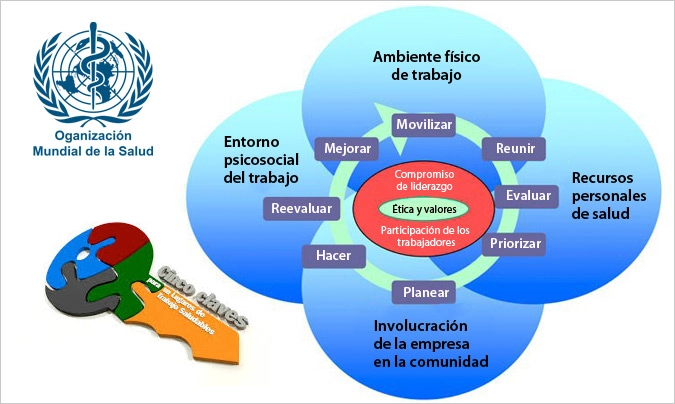 Oganización
Mundial de la Salud
Ambiente físico
de trabajo
Entorno
psicosocial
del trabajo
Recursos
personales
de salud
Involucración
de la empresa
en la comunidad
Movilizar
Reunir
Evaluar
Priorizar
Planear
Hacer
Reevaluar
Mejorar
Compromiso
de liderazgo
Ética y valores
Participación de los
trabajadores
Cinco claves
para un Lugares de
Trabajo Saludables